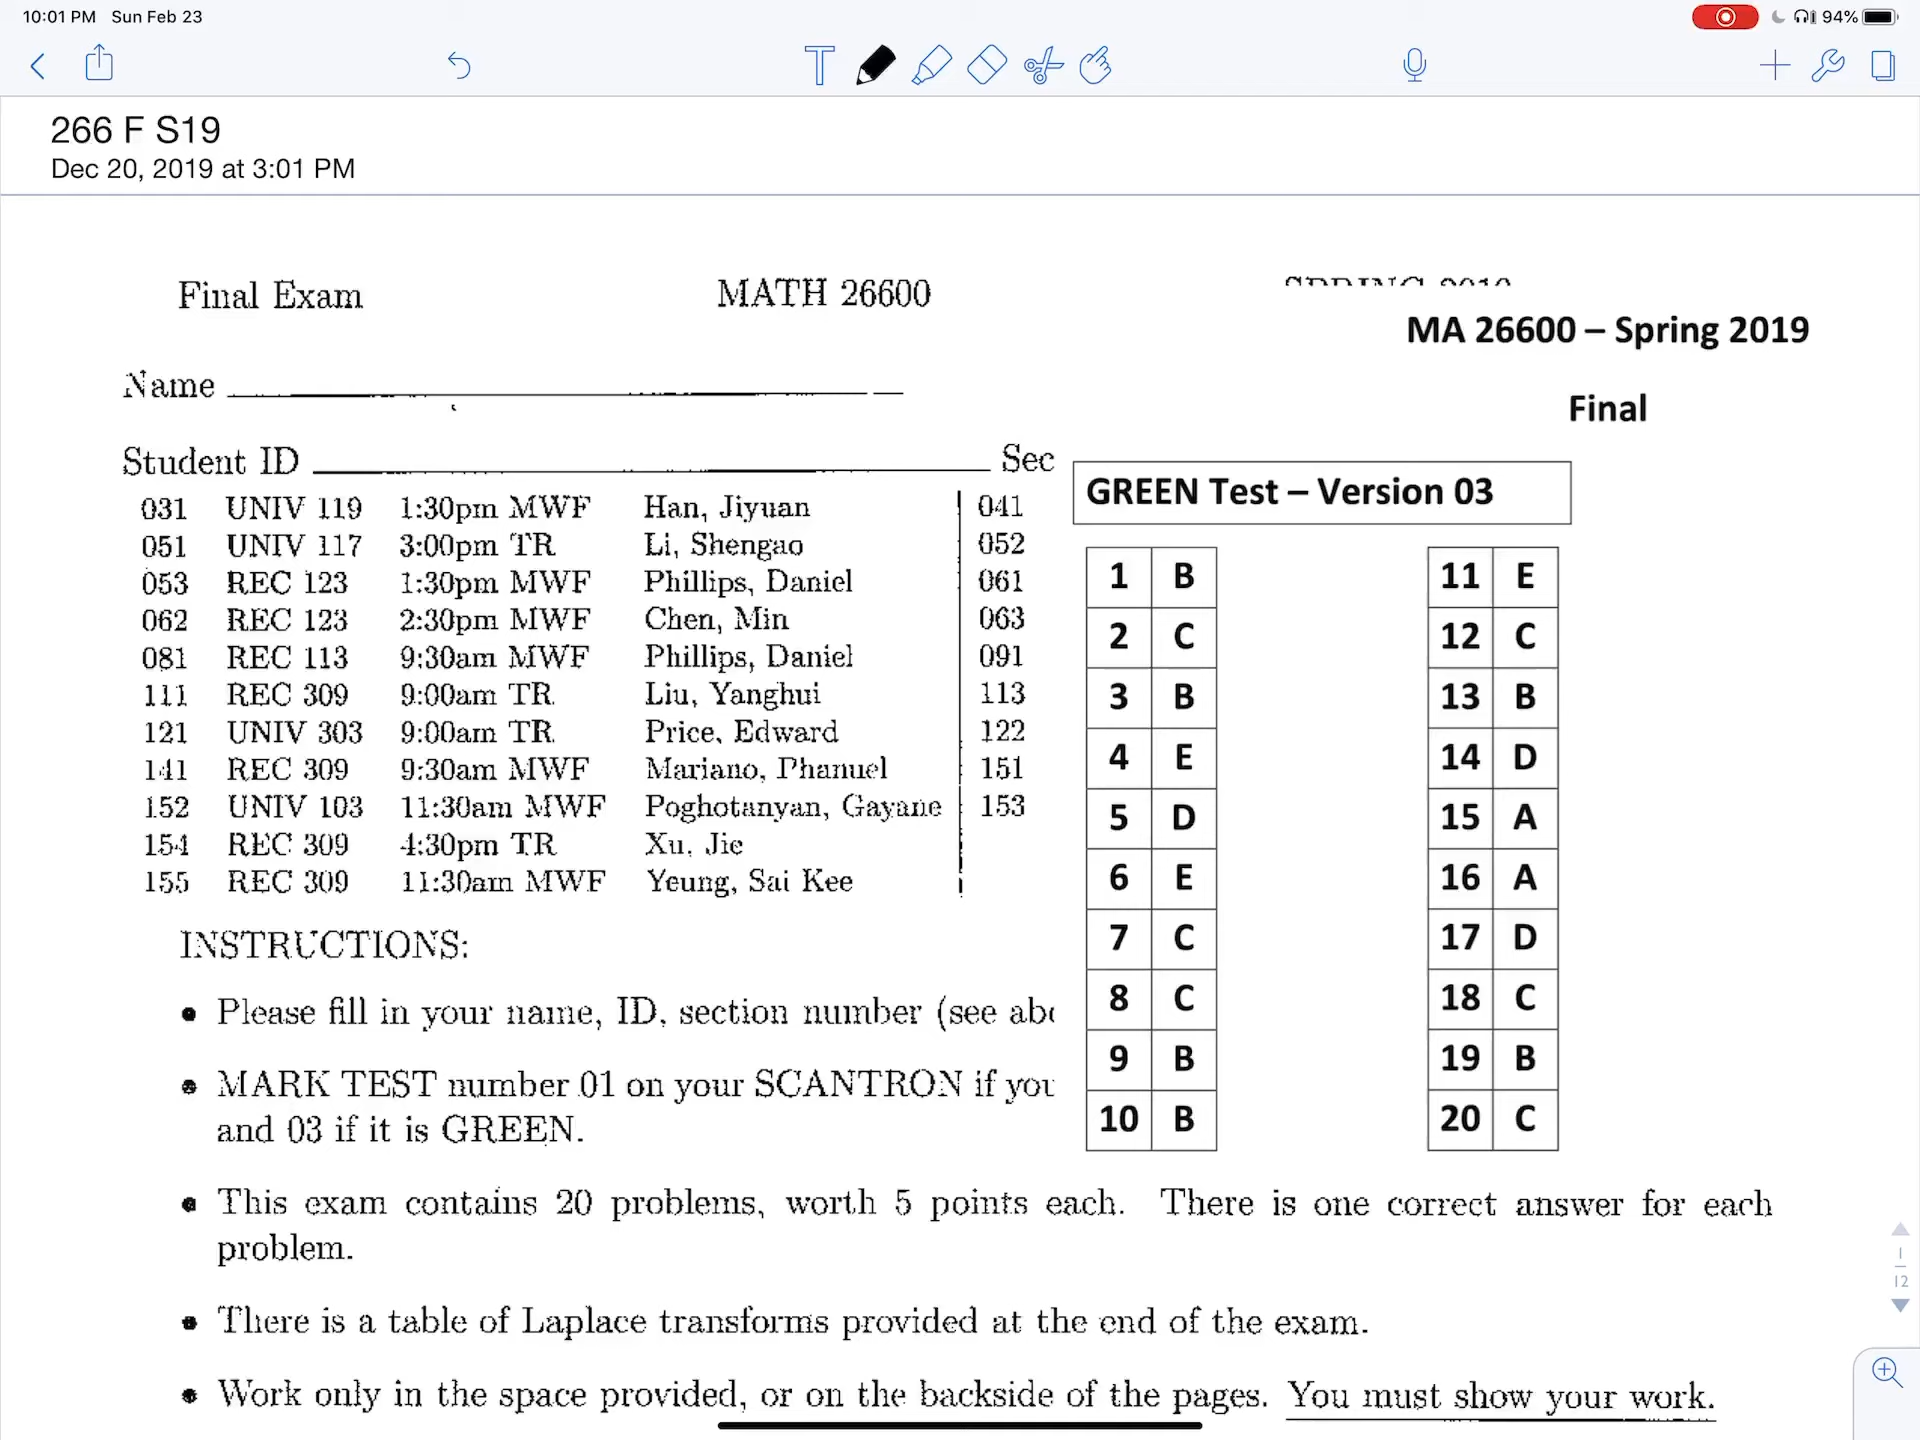 10:01 PM Sun Feb 23
94%
266 F S19
Dec 20, 2019 at 3:01 PM
Final Exam MATH 26600 SPRING 2019
MA 26600 – Spring 2019
Name
Final
Student ID Sec
GREEN Test – Version 03
031 UNIV 119 1:30pm MWF Han, Jiyuan 041
051 UNIV 117 3:00pm TR Li, Shengao 052
053 REC 123 1:30pm MWF Phillips, Daniel 061
062 REC 123 2:30pm MWF Chen, Min 063
081 REC 113 9:30am MWF Phillips, Daniel 091
111 REC 309 9:00am TR Liu, Yanghui 113
121 UNIV 303 9:00am TR Price, Edward 122
141 REC 309 9:30am MWF Mariano, Phanuel 151
152 UNIV 103 11:30am MWF Poghotanyan, Gayane 153
154 REC 309 4:30pm TR Xu, Jie
155 REC 309 11:30am MWF Yeung, Sai Kee
1 B 11 E
2 C 12 C
3 B 13 B
4 E 14 D
5 D 15 A
6 E 16 A
7 C 17 D
8 C 18 C
9 B 19 B
10 B 20 C
INSTRUCTIONS:
• Please fill in your name, ID, section number (see abo
• MARK TEST number 01 on your SCANTRON if you
and 03 if it is GREEN.
• This exam contains 20 problems, worth 5 points each. There is one correct answer for each
problem.
• There is a table of Laplace transforms provided at the end of the exam.
• Work only in the space provided, or on the backside of the pages. You must show your work.
1
12